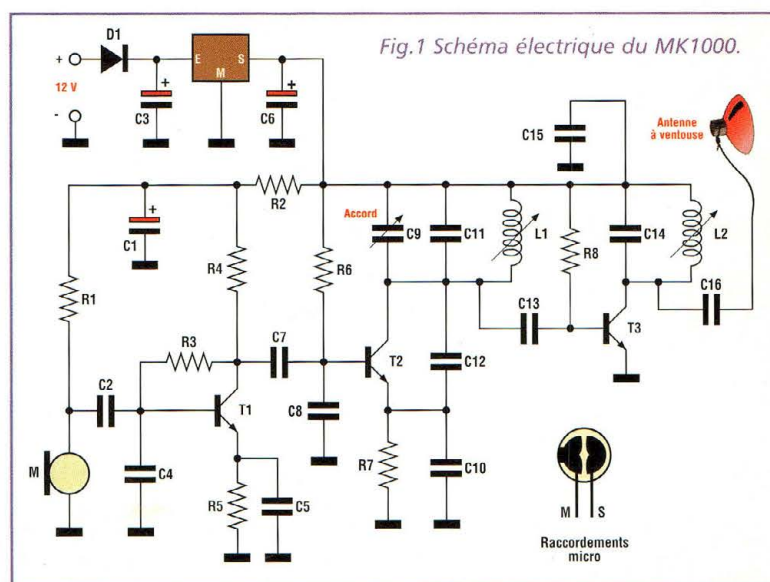 Fig.1 Schéma électrique du MK1000.
D1
+
E
S
M
+
12 V
-
+
C3
+
C6
C15
Antenne
à ventouse
R2
Accord
C9
C11
L1
R8
C14
L2
+
C1
R4
R6
R1
C13
T3
C16
R3
C7
T2
C12
C2
T1
C8
M
C4
R5
C5
R7
C10
M
S
Raccordements
micro